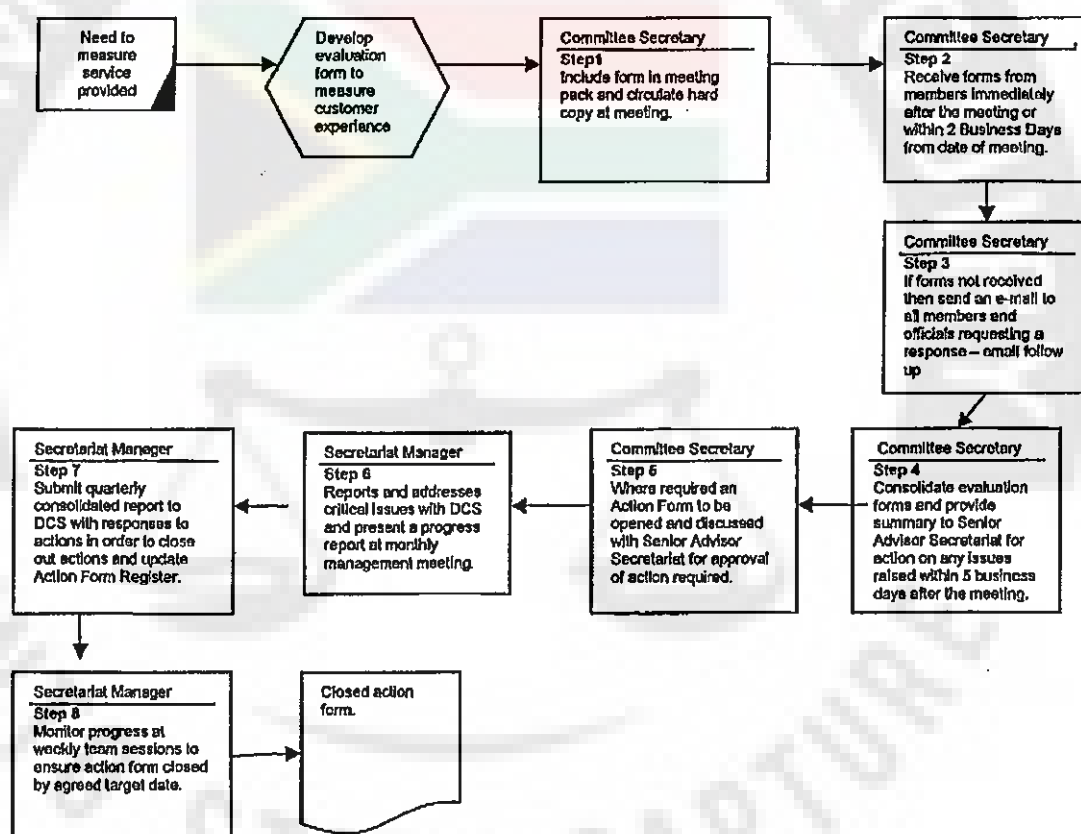 Need to
measure
service
provided
Develop
evaluation
form to
measure
customer
experience
Committee Secretary
Step1
Include form in meeting
pack and circulate hard
copy at meeting.
Committee Secretary
Step 2
Receive forms from
members immediately
after the meeting or
within 2 Business Days
from date of meeting.
Committee Secretary
Step 3
If forms not received
then send an e-mail to
all members and
officials requesting a
response – email follow
up
Committee Secretary
Step 4
Consolidate evaluation
forms and provide
summary to Senior
Advisor Secretariat for
action on any issues
raised within 5 business
days after the meeting.
Committee Secretary
Step 5
Where required an
Action Form to be
opened and discussed
with Senior Advisor
Secretariat for approval
of action required.
Secretariat Manager
Step 6
Reports and addresses
critical issues with DCS
and present a progress
report at monthly
management meeting.
Secretariat Manager
Step 7
Submit quarterly
consolidated report to
DCS with responses to
actions in order to close
out actions and update
Action Form Register.
Secretariat Manager
Step 8
Monitor progress at
weekly team sessions to
ensure action form closed
by agreed target date.
Closed action
form.